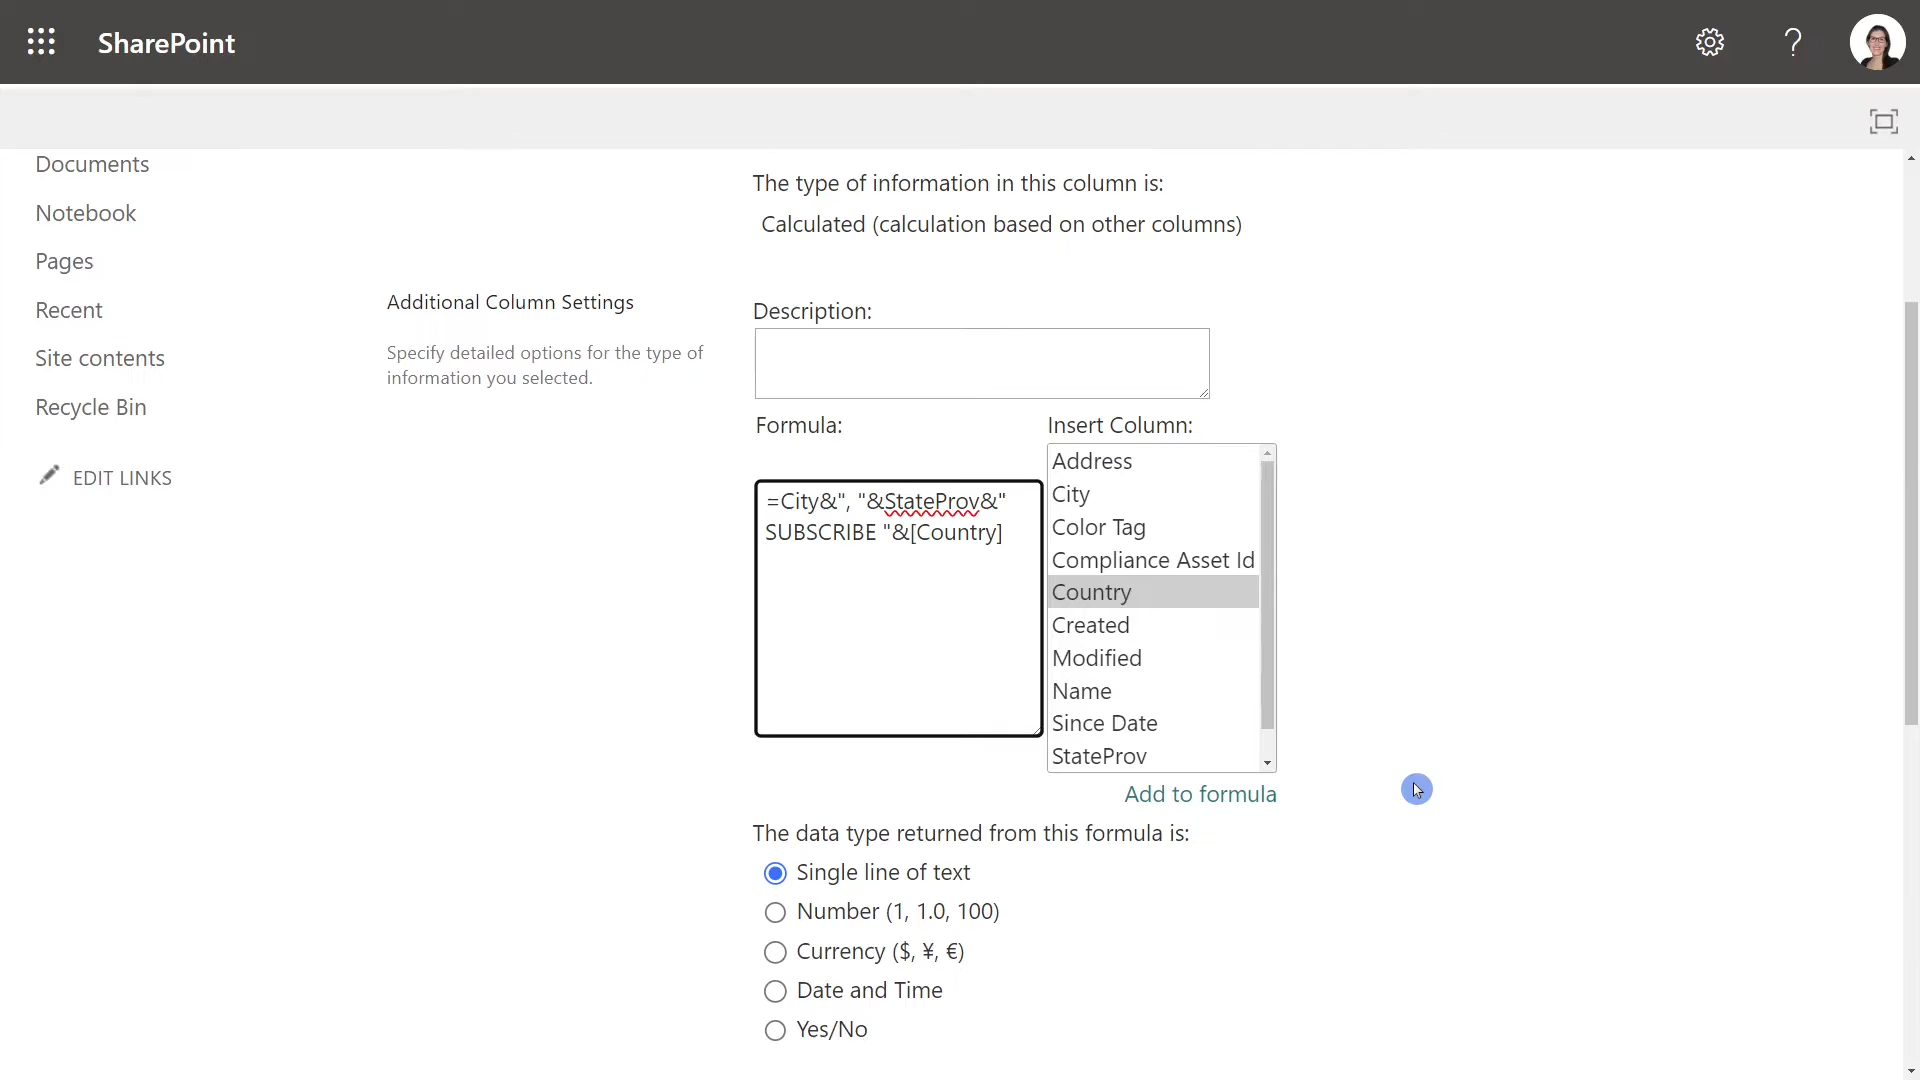 SharePoint
Documents
Notebook
Pages
Recent
Site contents
Recycle Bin
EDIT LINKS
Additional Column Settings
Specify detailed options for the type of
information you selected.
The type of information in this column is:
Calculated (calculation based on other columns)
Description:
Formula:
=City&", "&StateProv&"
SUBSCRIBE "&[Country]
Insert Column:
Address
City
Color Tag
Compliance Asset Id
Country
Created
Modified
Name
Since Date
StateProv
Add to formula
The data type returned from this formula is:
Single line of text
Number (1, 1.0, 100)
Currency ($, ¥, €)
Date and Time
Yes/No